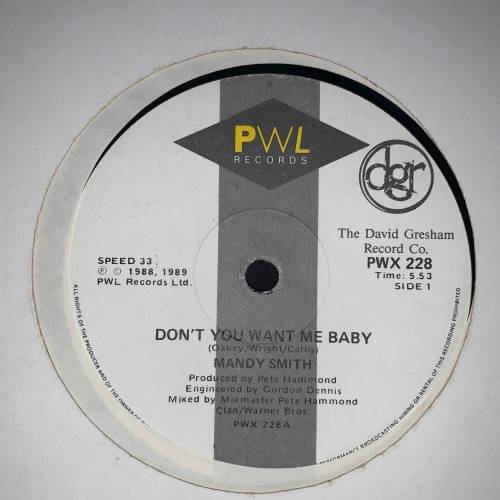 PWL
RECORDS
dgr
The David Gresham
Record Co.
SPEED 33
PWX 228
℗ © 1988, 1989
Time: 5.53
PWL Records Ltd.
SIDE 1
DON'T YOU WANT ME BABY
(Oakey/Wright/Callis)
MANDY SMITH
Produced by Pete Hammond
Engineered by Gordon Dennis
Mixed by Mixmaster Pete Hammond
Clan/Warner Bros.
PWX 228A
ALL RIGHTS OF THE PRODUCER AND OF THE OWNER OF
PERFORMANCE BROADCASTING HIRING OR RENTAL OF THIS RECORDING PROHIBITED